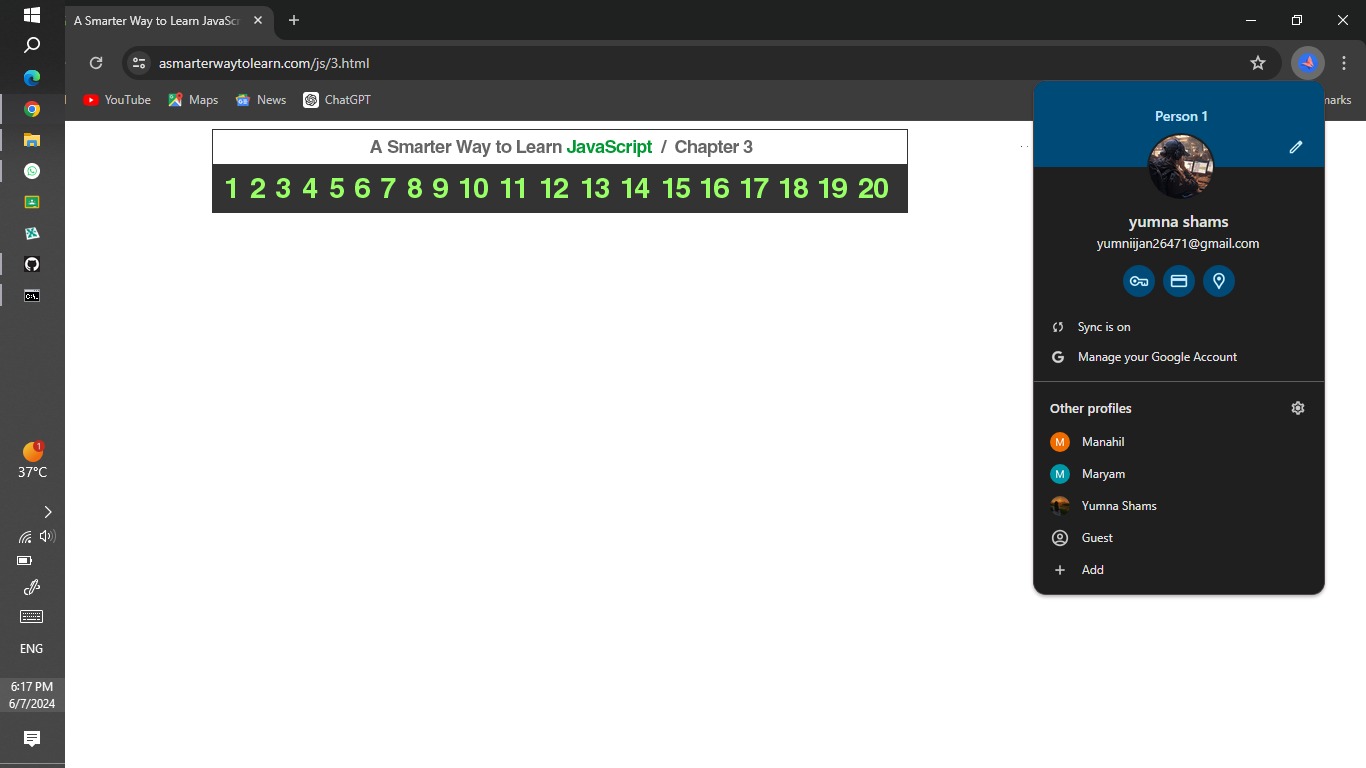 A Smarter Way to Learn JavaScr
asmarterwaytolearn.com/js/3.html
YouTube
Maps
News
ChatGPT
marks
A Smarter Way to Learn JavaScript / Chapter 3
1 2 3 4 5 6 7 8 9 10 11 12 13 14 15 16 17 18 19 20
Person 1
yumna shams
yumniijan26471@gmail.com
Sync is on
Manage your Google Account
Other profiles
M Manahil
M Maryam
Yumna Shams
Guest
Add
1
37°C
ENG
6:17 PM
6/7/2024